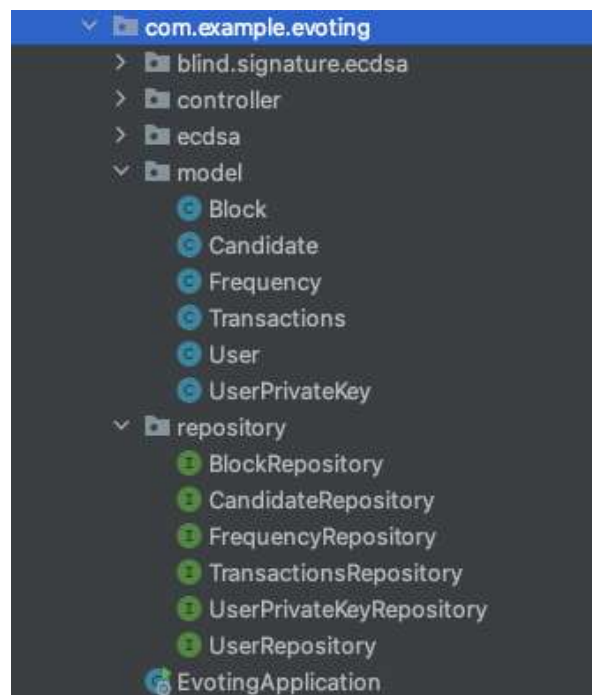 com.example.evoting
blind.signature.ecdsa
controller
ecdsa
model
Block
Candidate
Frequency
Transactions
User
UserPrivateKey
repository
BlockRepository
CandidateRepository
FrequencyRepository
TransactionsRepository
UserPrivateKeyRepository
UserRepository
EvotingApplication